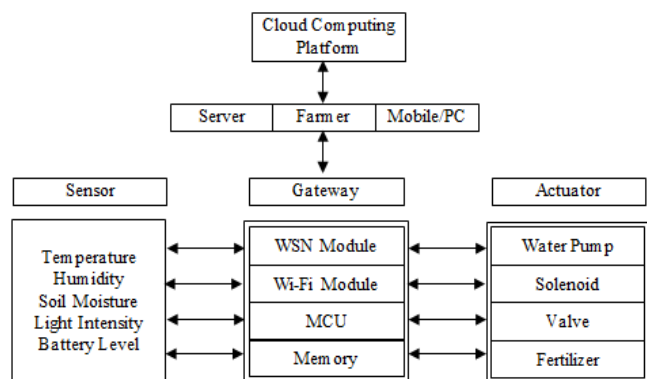 Cloud Computing
Platform
Server
Farmer
Mobile/PC
Sensor
Gateway
Actuator
Temperature
Humidity
Soil Moisture
Light Intensity
Battery Level
WSN Module
Wi-Fi Module
MCU
Memory
Water Pump
Solenoid
Valve
Fertilizer